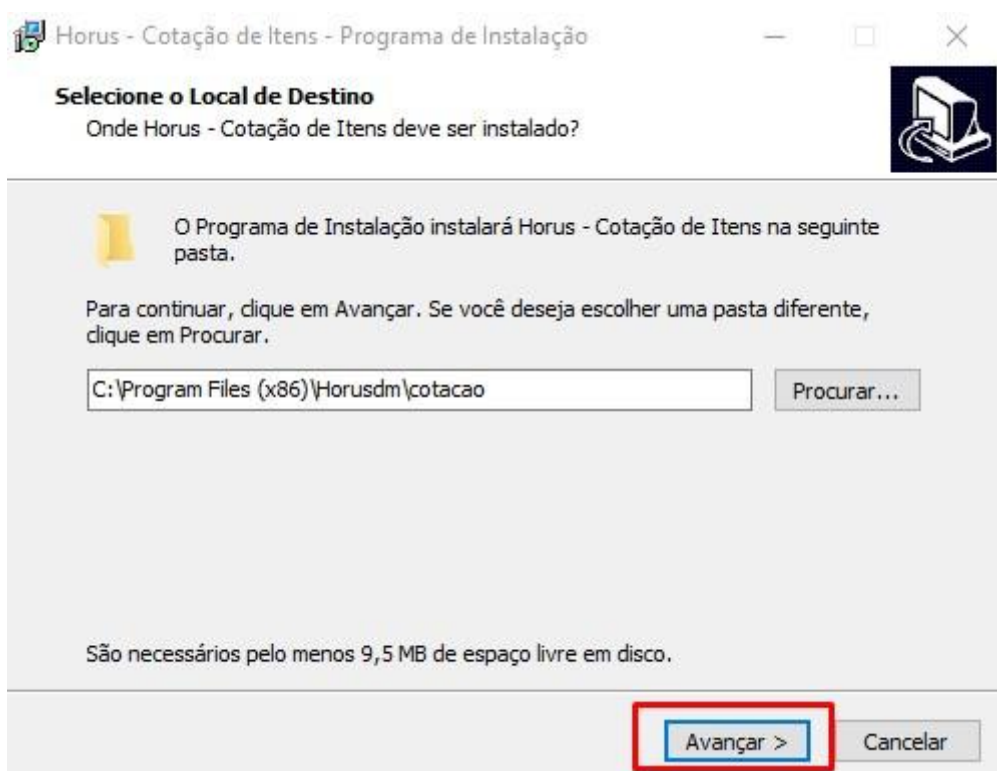 Horus - Cotação de Itens - Programa de Instalação
Selecione o Local de Destino
Onde Horus - Cotação de Itens deve ser instalado?
O Programa de Instalação instalará Horus - Cotação de Itens na seguinte
pasta.
Para continuar, clique em Avançar. Se você deseja escolher uma pasta diferente,
clique em Procurar.
C:\Program Files (x86)\Horusdm\cotacao
Procurar...
São necessários pelo menos 9,5 MB de espaço livre em disco.
Avançar >
Cancelar